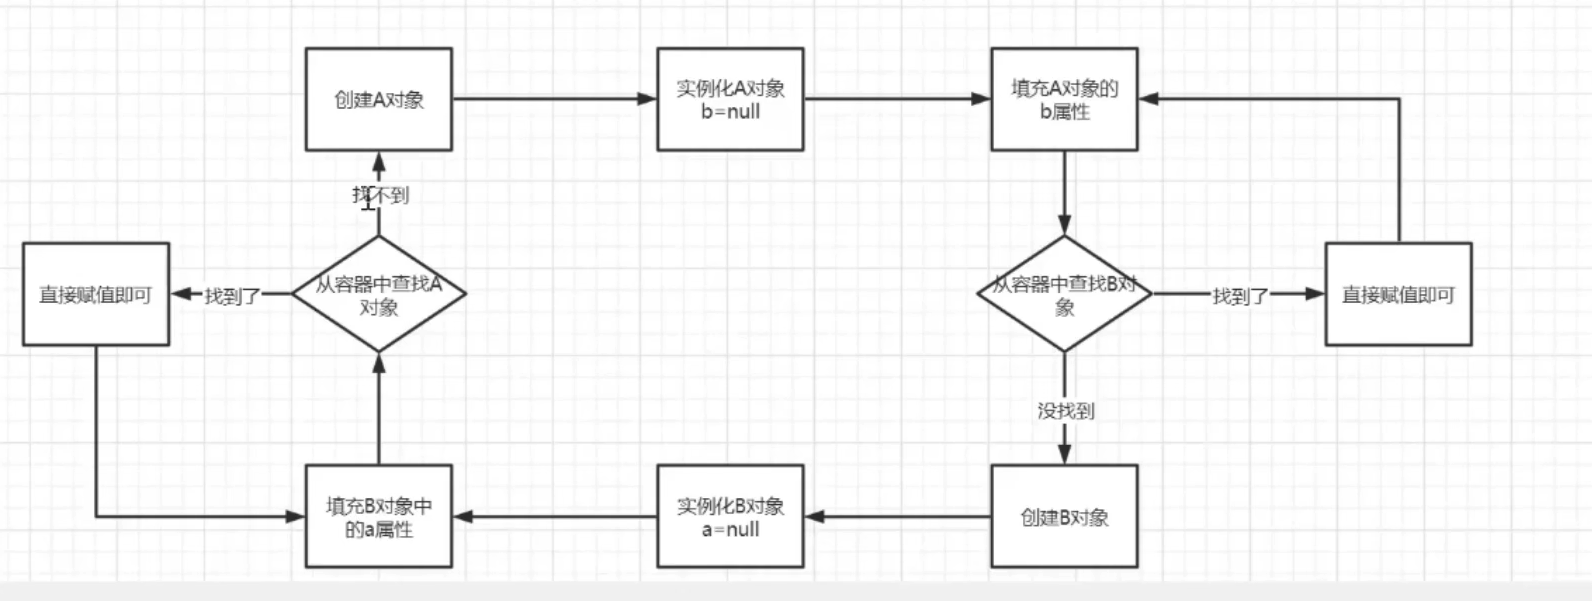 创建A对象
实例化A对象
b=null
填充A对象的
b属性
找不到
直接赋值即可
找到了
从容器中查找A
对象
从容器中查找B对
象
找到了
直接赋值即可
没找到
填充B对象中
的a属性
实例化B对象
a=null
创建B对象